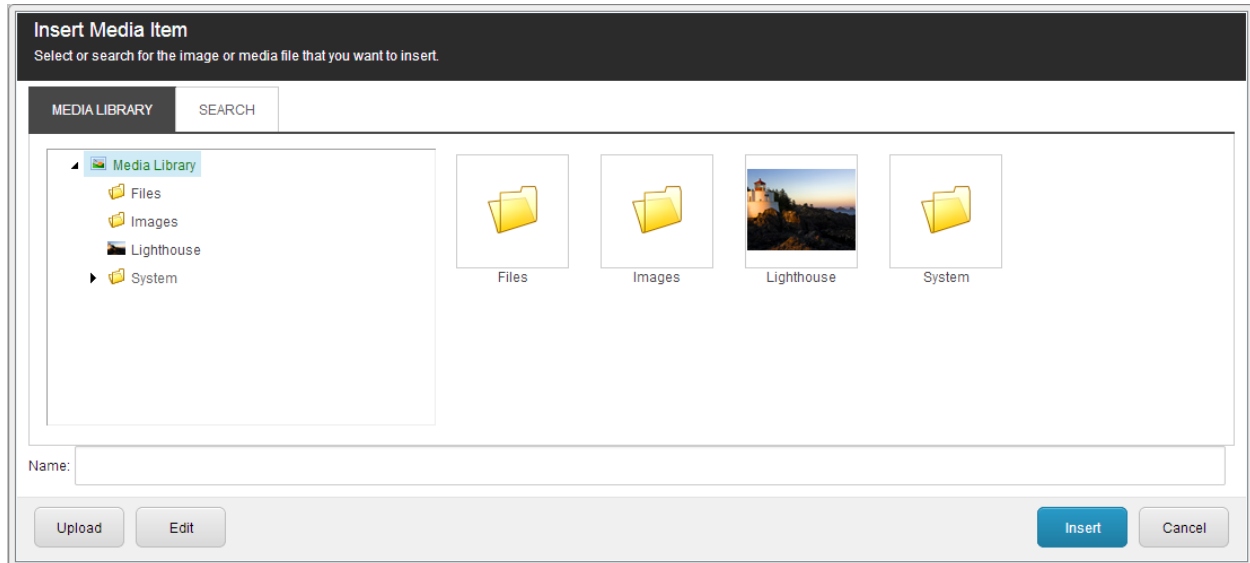 Insert Media Item
Select or search for the image or media file that you want to insert.
MEDIA LIBRARY SEARCH
Media Library
Files
Images
Lighthouse
System
Files Images Lighthouse System
Name:
Upload Edit Insert Cancel